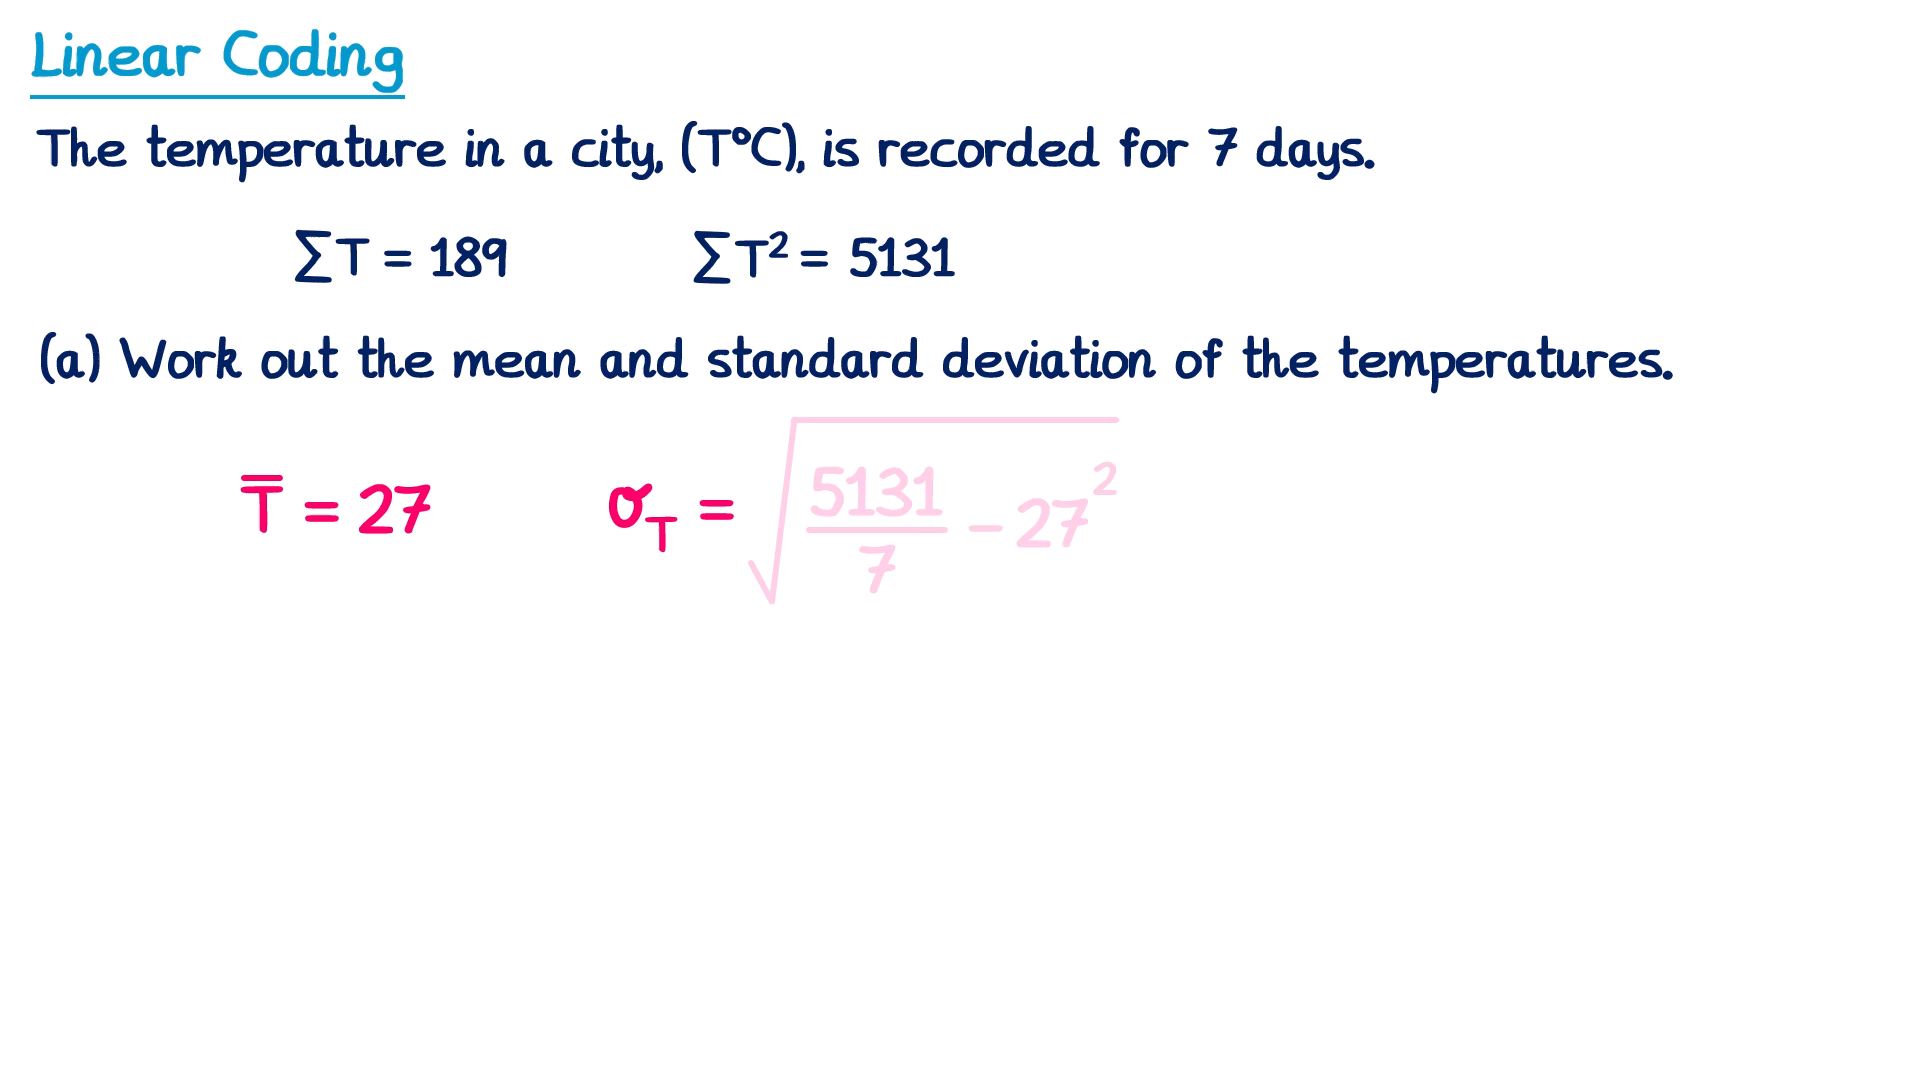 Linear Coding
The temperature in a city, (T°C), is recorded for 7 days.
∑T = 189 ∑T² = 5131
(a) Work out the mean and standard deviation of the temperatures.
T̅ = 27 σ_T = √(5131/7 − 27²)